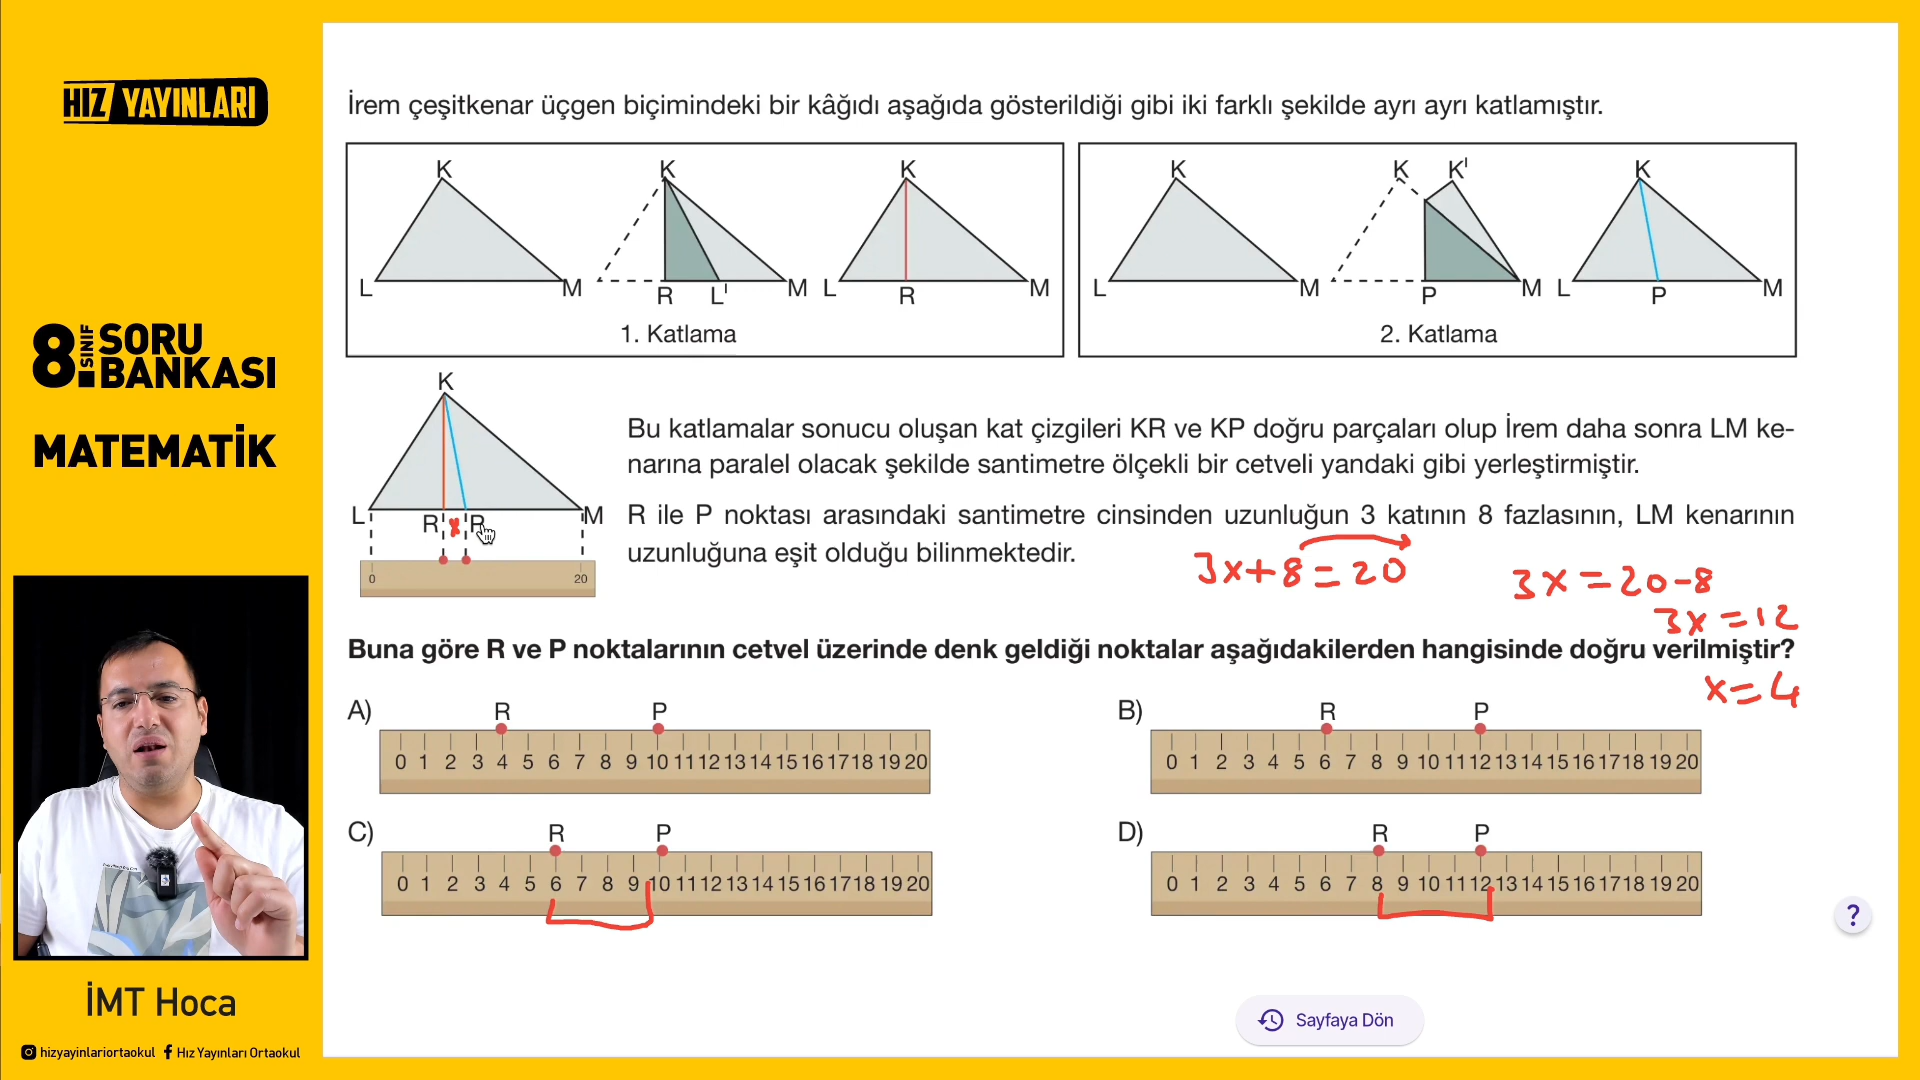 HIZ YAYINLARI
8. SINIF SORU BANKASI
MATEMATİK
İMT Hoca
hizyayinlariortaokul Hız Yayınları Ortaokul
İrem çeşitkenar üçgen biçimindeki bir kâğıdı aşağıda gösterildiği gibi iki farklı şekilde ayrı ayrı katlamıştır.
K K K
L M R L' M L R M
1. Katlama
K K K' K
L M P M L P M
2. Katlama
K
L R x P M
0 20
Bu katlamalar sonucu oluşan kat çizgileri KR ve KP doğru parçaları olup İrem daha sonra LM ke-
narına paralel olacak şekilde santimetre ölçekli bir cetveli yandaki gibi yerleştirmiştir.
R ile P noktası arasındaki santimetre cinsinden uzunluğun 3 katının 8 fazlasının, LM kenarının
uzunluğuna eşit olduğu bilinmektedir.
3x+8=20
3x=20-8
3x=12
Buna göre R ve P noktalarının cetvel üzerinde denk geldiği noktalar aşağıdakilerden hangisinde doğru verilmiştir?
x=4
A) R P
0 1 2 3 4 5 6 7 8 9 10 11 12 13 14 15 16 17 18 19 20
B) R P
0 1 2 3 4 5 6 7 8 9 10 11 12 13 14 15 16 17 18 19 20
C) R P
0 1 2 3 4 5 6 7 8 9 10 11 12 13 14 15 16 17 18 19 20
D) R P
0 1 2 3 4 5 6 7 8 9 10 11 12 13 14 15 16 17 18 19 20
?
Sayfaya Dön